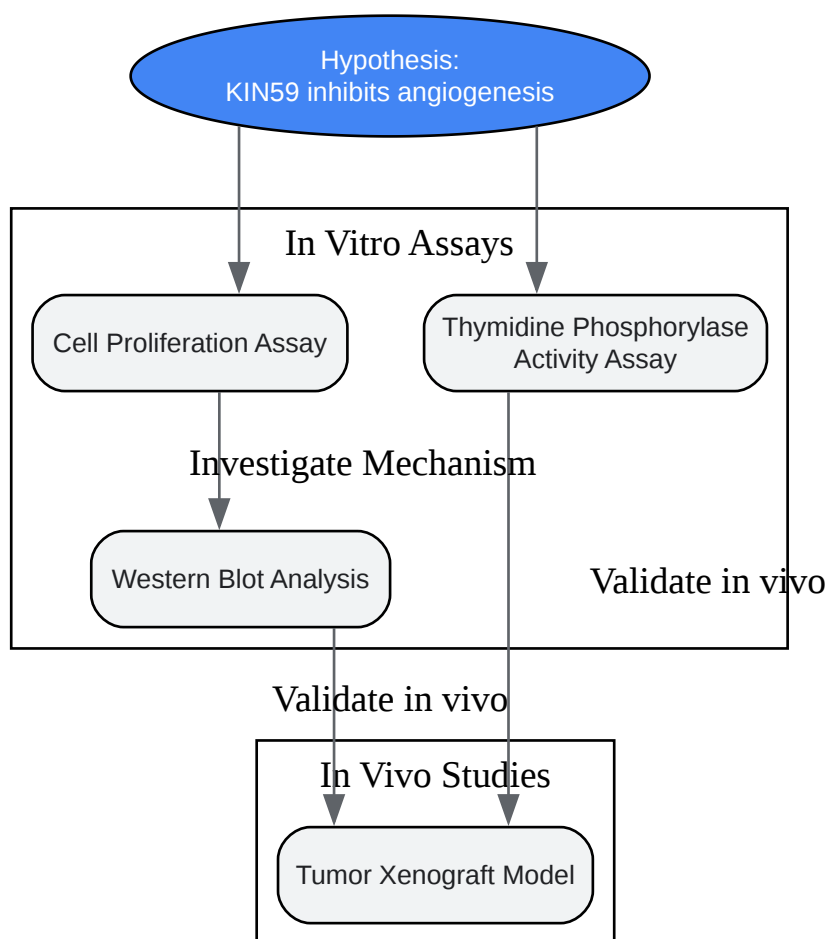 Hypothesis:
KIN59 inhibits angiogenesis
In Vitro Assays
Cell Proliferation Assay
Thymidine Phosphorylase
Activity Assay
Investigate Mechanism
Western Blot Analysis
Validate in vivo
Validate in vivo
In Vivo Studies
Tumor Xenograft Model